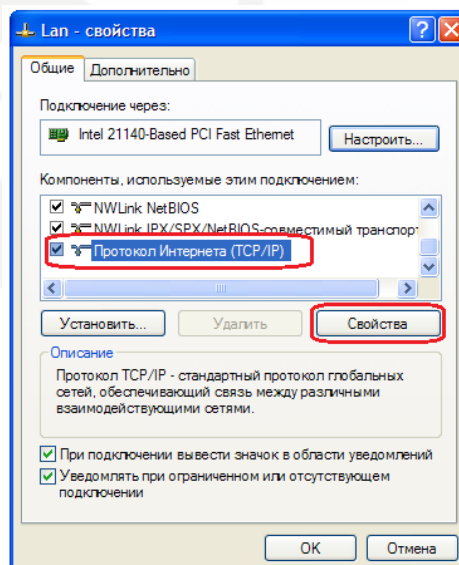 Lan - свойства
Общие
Дополнительно
Подключение через:
Intel 21140-Based PCI Fast Ethernet
Настроить...
Компоненты, используемые этим подключением:
NWLink NetBIOS
NWLink IPX/SPX/NetBIOS-совместимый транспор
Протокол Интернета (TCP/IP)
Установить...
Удалить
Свойства
Описание
Протокол TCP/IP - стандартный протокол глобальных
сетей, обеспечивающий связь между различными
взаимодействующими сетями.
При подключении вывести значок в области уведомлений
Уведомлять при ограниченном или отсутствующем
подключении
OK
Отмена